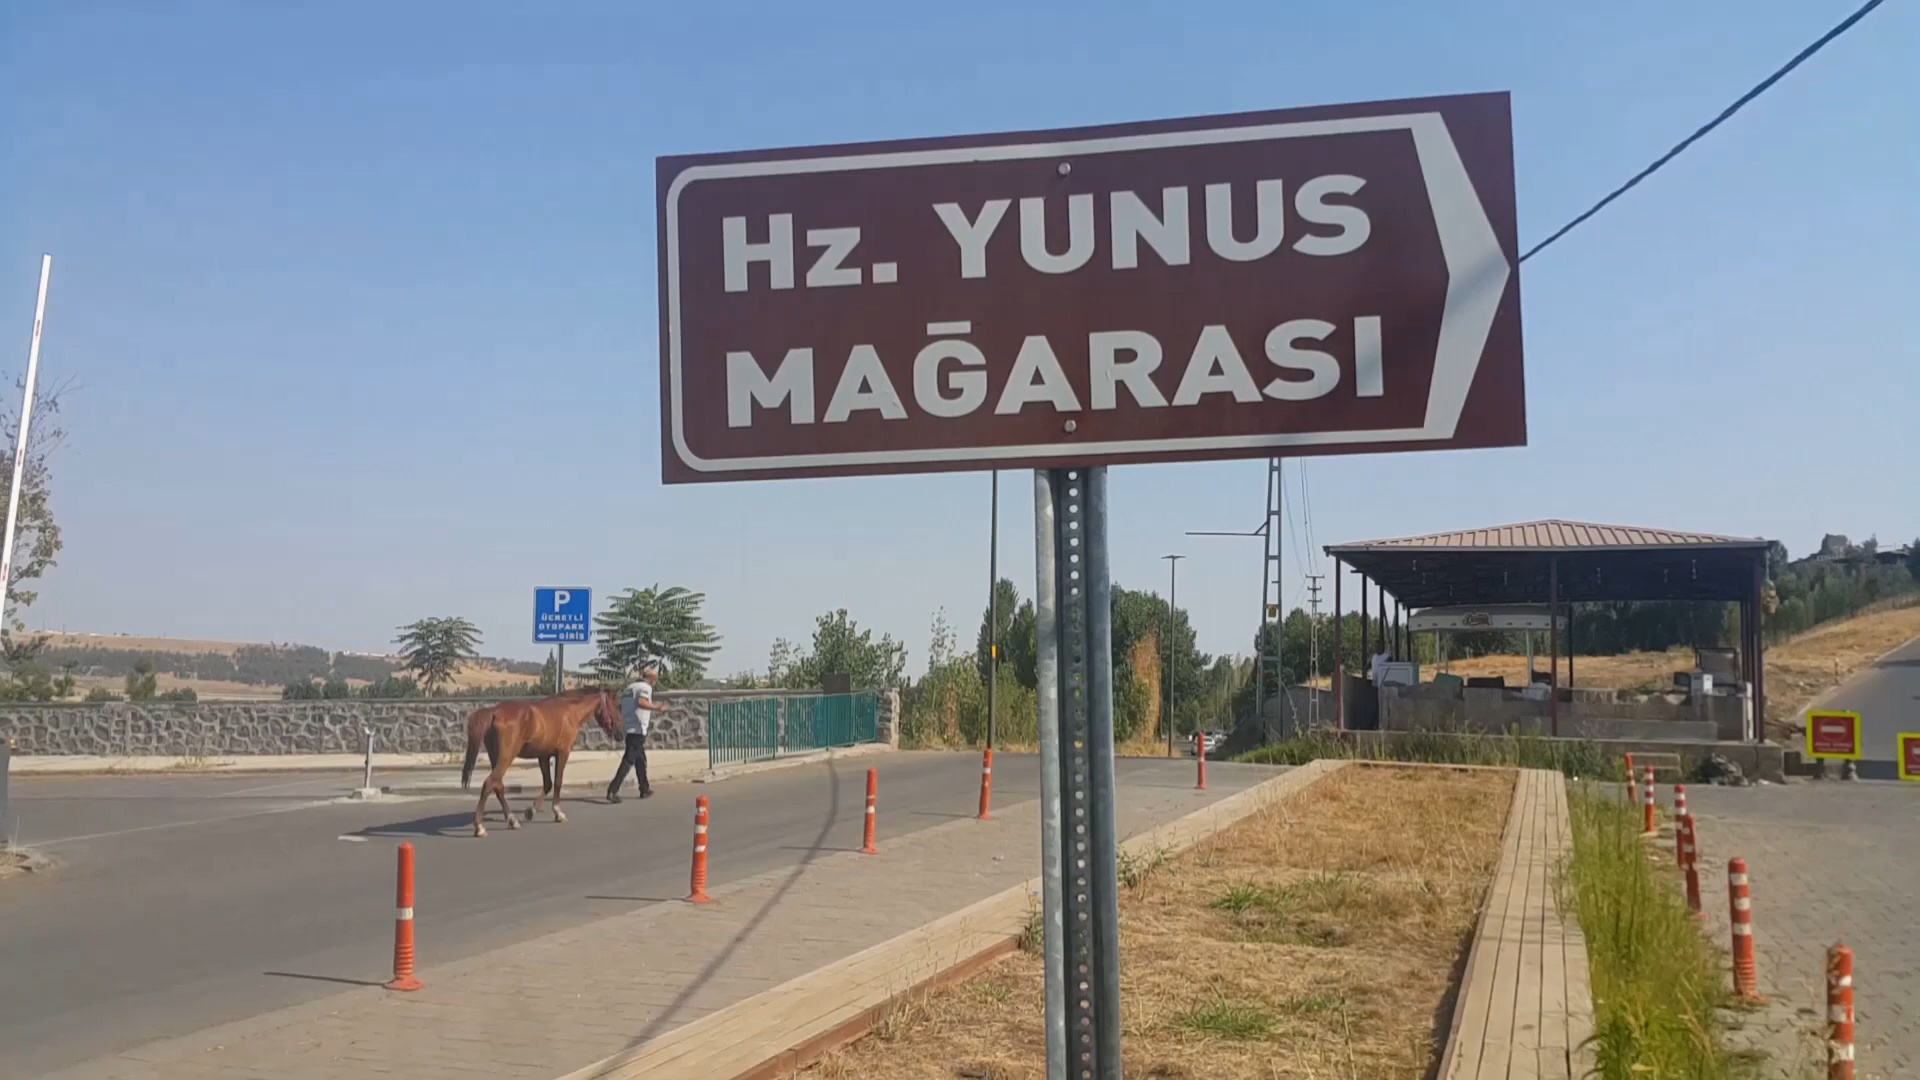 Hz. YUNUS
MAĞARASI
P
ÜCRETLİ
OTOPARK
GİRİŞ